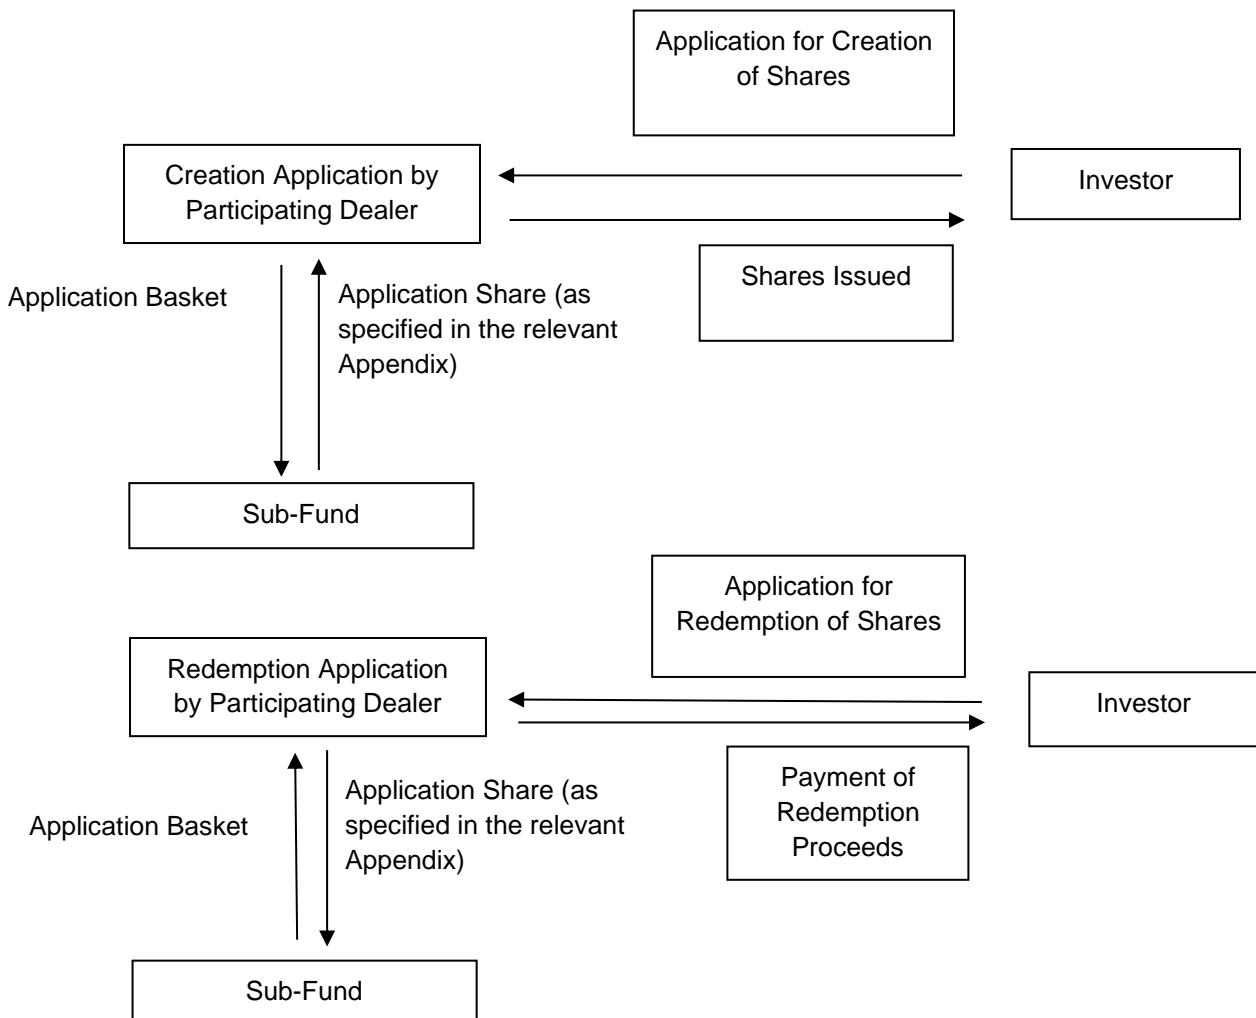 Application for Creation
of Shares
Creation Application by
Participating Dealer
Investor
Shares Issued
Application Basket
Application Share (as
specified in the relevant
Appendix)
Sub-Fund
Application for
Redemption of Shares
Redemption Application
by Participating Dealer
Investor
Payment of
Redemption
Proceeds
Application Basket
Application Share (as
specified in the relevant
Appendix)
Sub-Fund